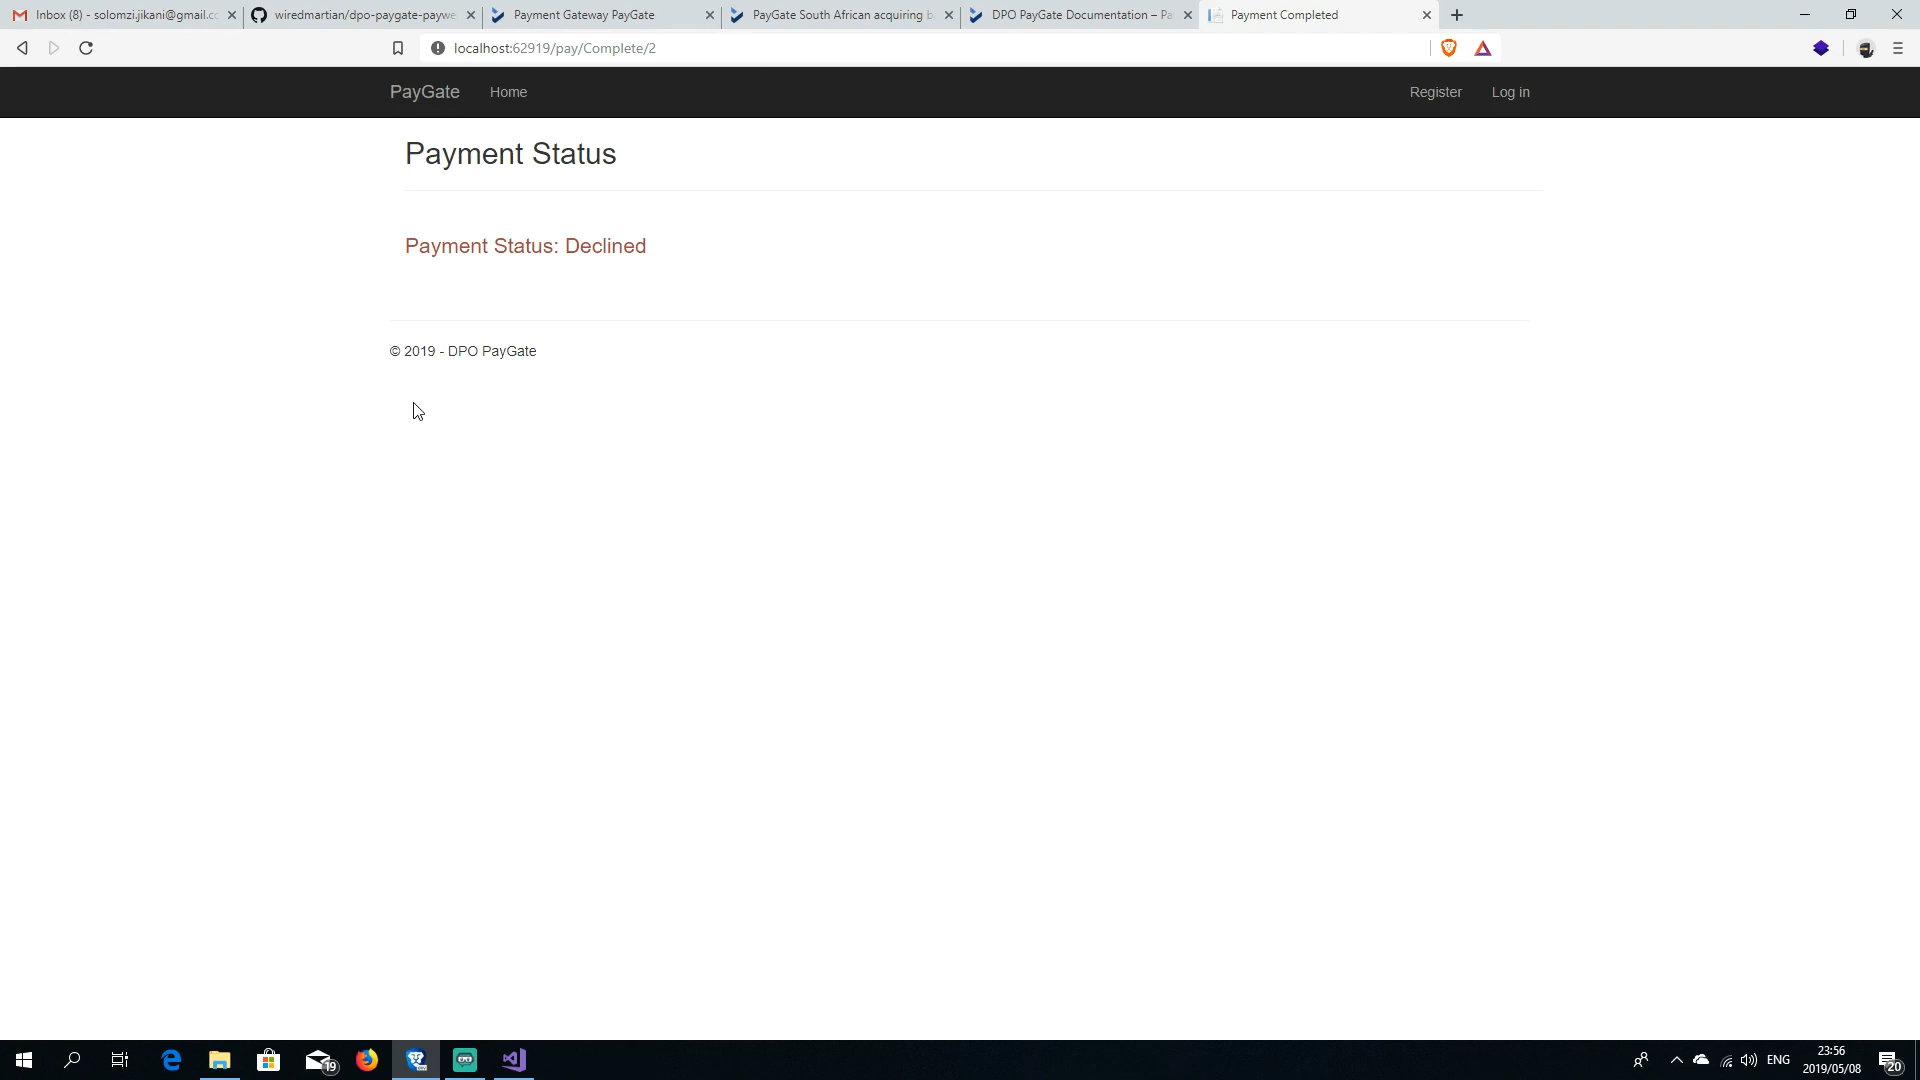 Inbox (8) - solomzi.jikani@gmail.cc
wiredmartian/dpo-paygate-paywe
Payment Gateway PayGate
PayGate South African acquiring b
DPO PayGate Documentation – Pa
Payment Completed
localhost:62919/pay/Complete/2
PayGate
Home
Register
Log in
Payment Status
Payment Status: Declined
© 2019 - DPO PayGate
19
ENG
23:56
2019/05/08
20